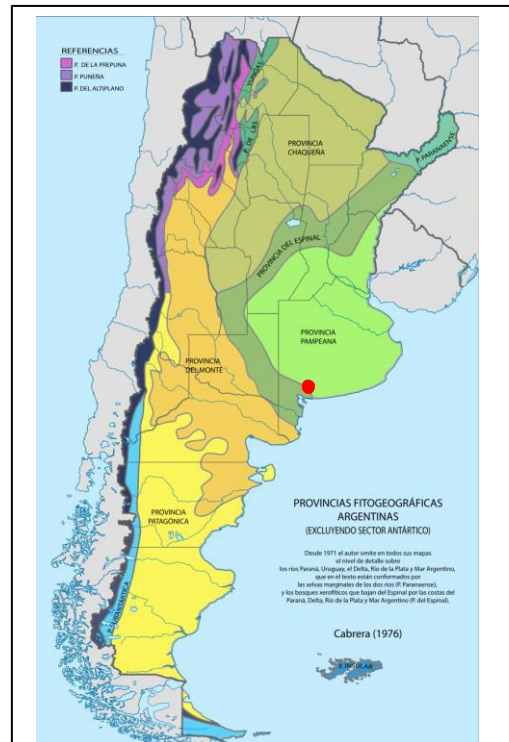 REFERENCIAS
P. DE LA PREPUNA
P. PUNEÑA
P. DEL ALTIPLANO
P. DE LAS YUNGAS
PROVINCIA
CHAQUEÑA
P. PARANAENSE
PROVINCIA DEL ESPINAL
PROVINCIA
PAMPEANA
PROVINCIA
DEL MONTE
PROVINCIA
PATAGÓNICA
P. SUBANTÁRTICA
PROVINCIAS FITOGEOGRÁFICAS
ARGENTINAS
(EXCLUYENDO SECTOR ANTÁRTICO)
Desde 1971 el autor omite en todos sus mapas
el nivel de detalle sobre
los ríos Paraná, Uruguay, el Delta, Río de la Plata y Mar Argentino,
que en el texto están conformados por
las selvas marginales de los dos ríos (P. Paranaense),
y los bosques xerofíticos que bajan del Espinal por las costas del
Paraná, Delta, Río de la Plata y Mar Argentino (P. del Espinal).
Cabrera (1976)
P. INSULAR